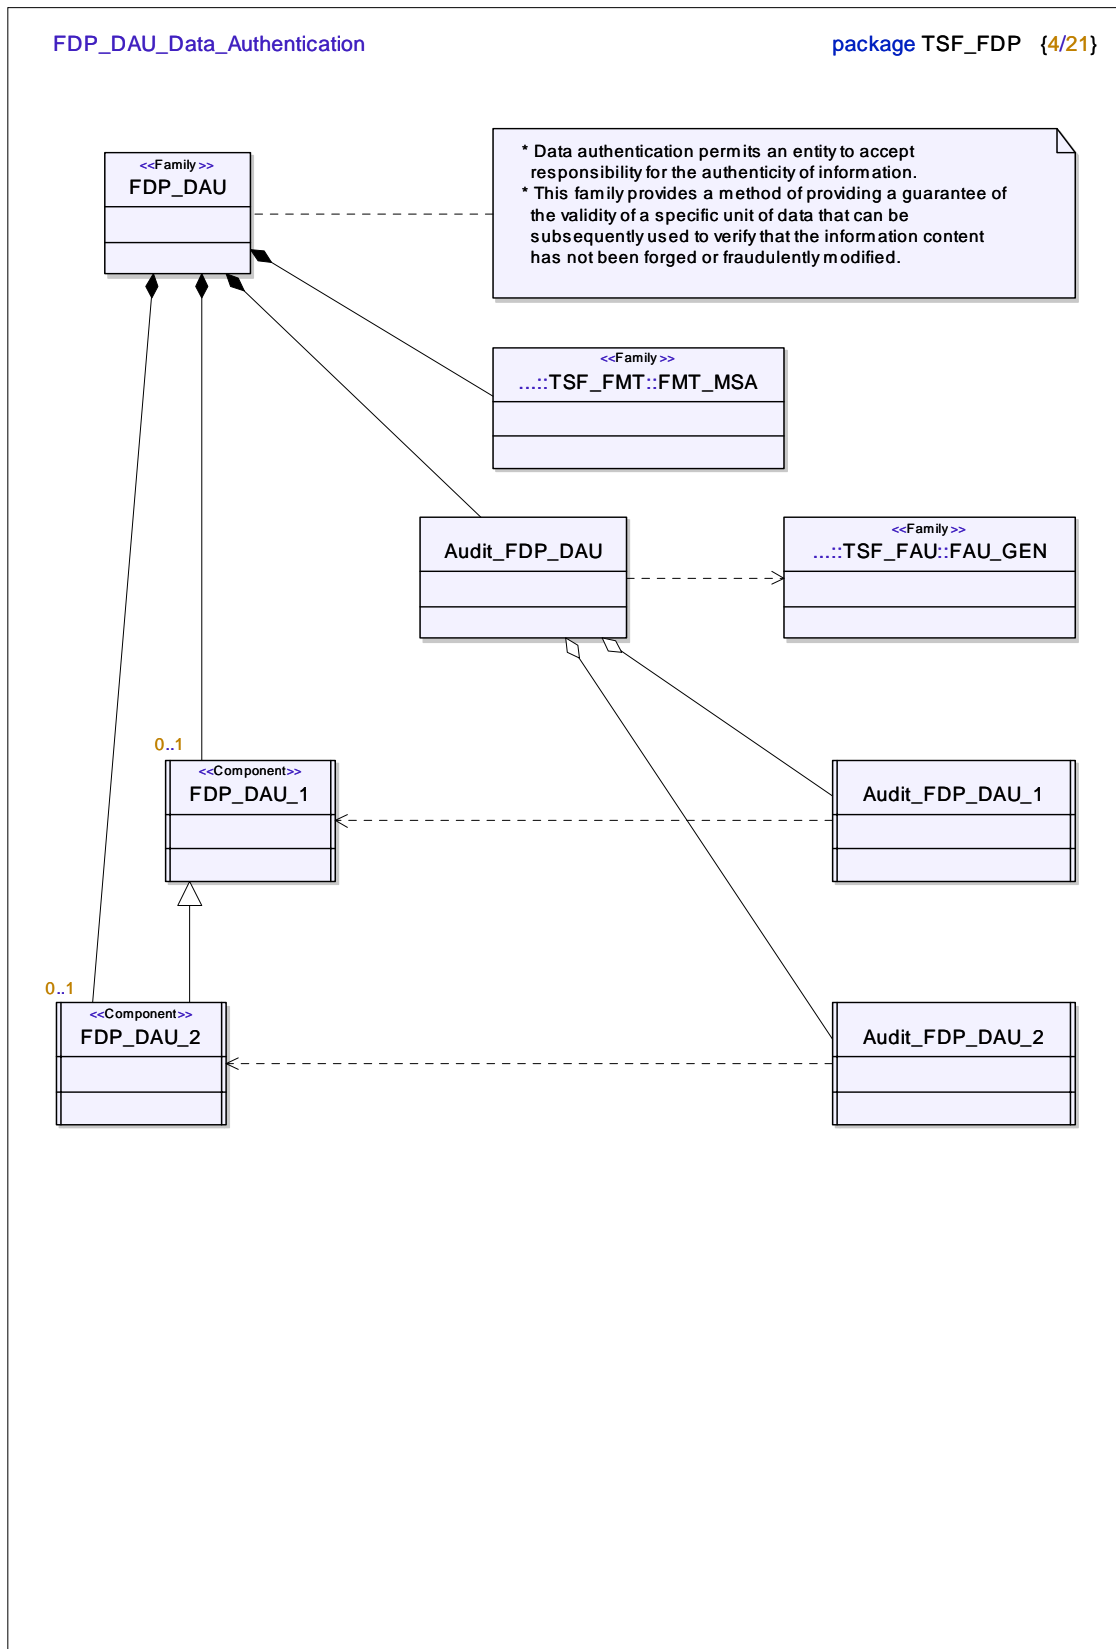 FDP_DAU_Data_Authentication
package TSF_FDP {4/21}
<<Family>>
FDP_DAU
* Data authentication permits an entity to accept
responsibility for the authenticity of information.
* This family provides a method of providing a guarantee of
the validity of a specific unit of data that can be
subsequently used to verify that the information content
has not been forged or fraudulently modified.
<<Family>>
...::TSF_FMT::FMT_MSA
Audit_FDP_DAU
<<Family>>
...::TSF_FAU::FAU_GEN
0..1
<<Component>>
FDP_DAU_1
Audit_FDP_DAU_1
0..1
<<Component>>
FDP_DAU_2
Audit_FDP_DAU_2